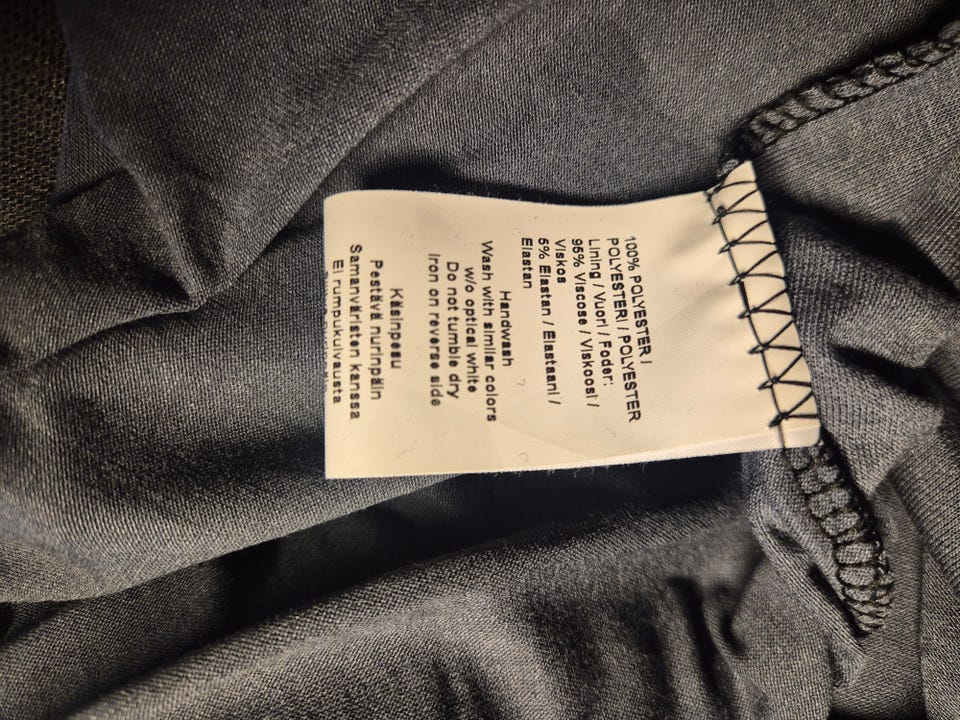 100% POLYESTER /
POLYESTERI / POLYESTER
Lining / Vuori / Foder:
95% Viscose / Viskoosi /
Viskos
5% Elastan / Elastaani /
Elastan
Handwash
Wash with similar colors
w/o optical white
Do not tumble dry
Iron on reverse side
Käsinpesu
Pestävä nurinpäin
Samanväristen kanssa
Ei rumpukuivausta